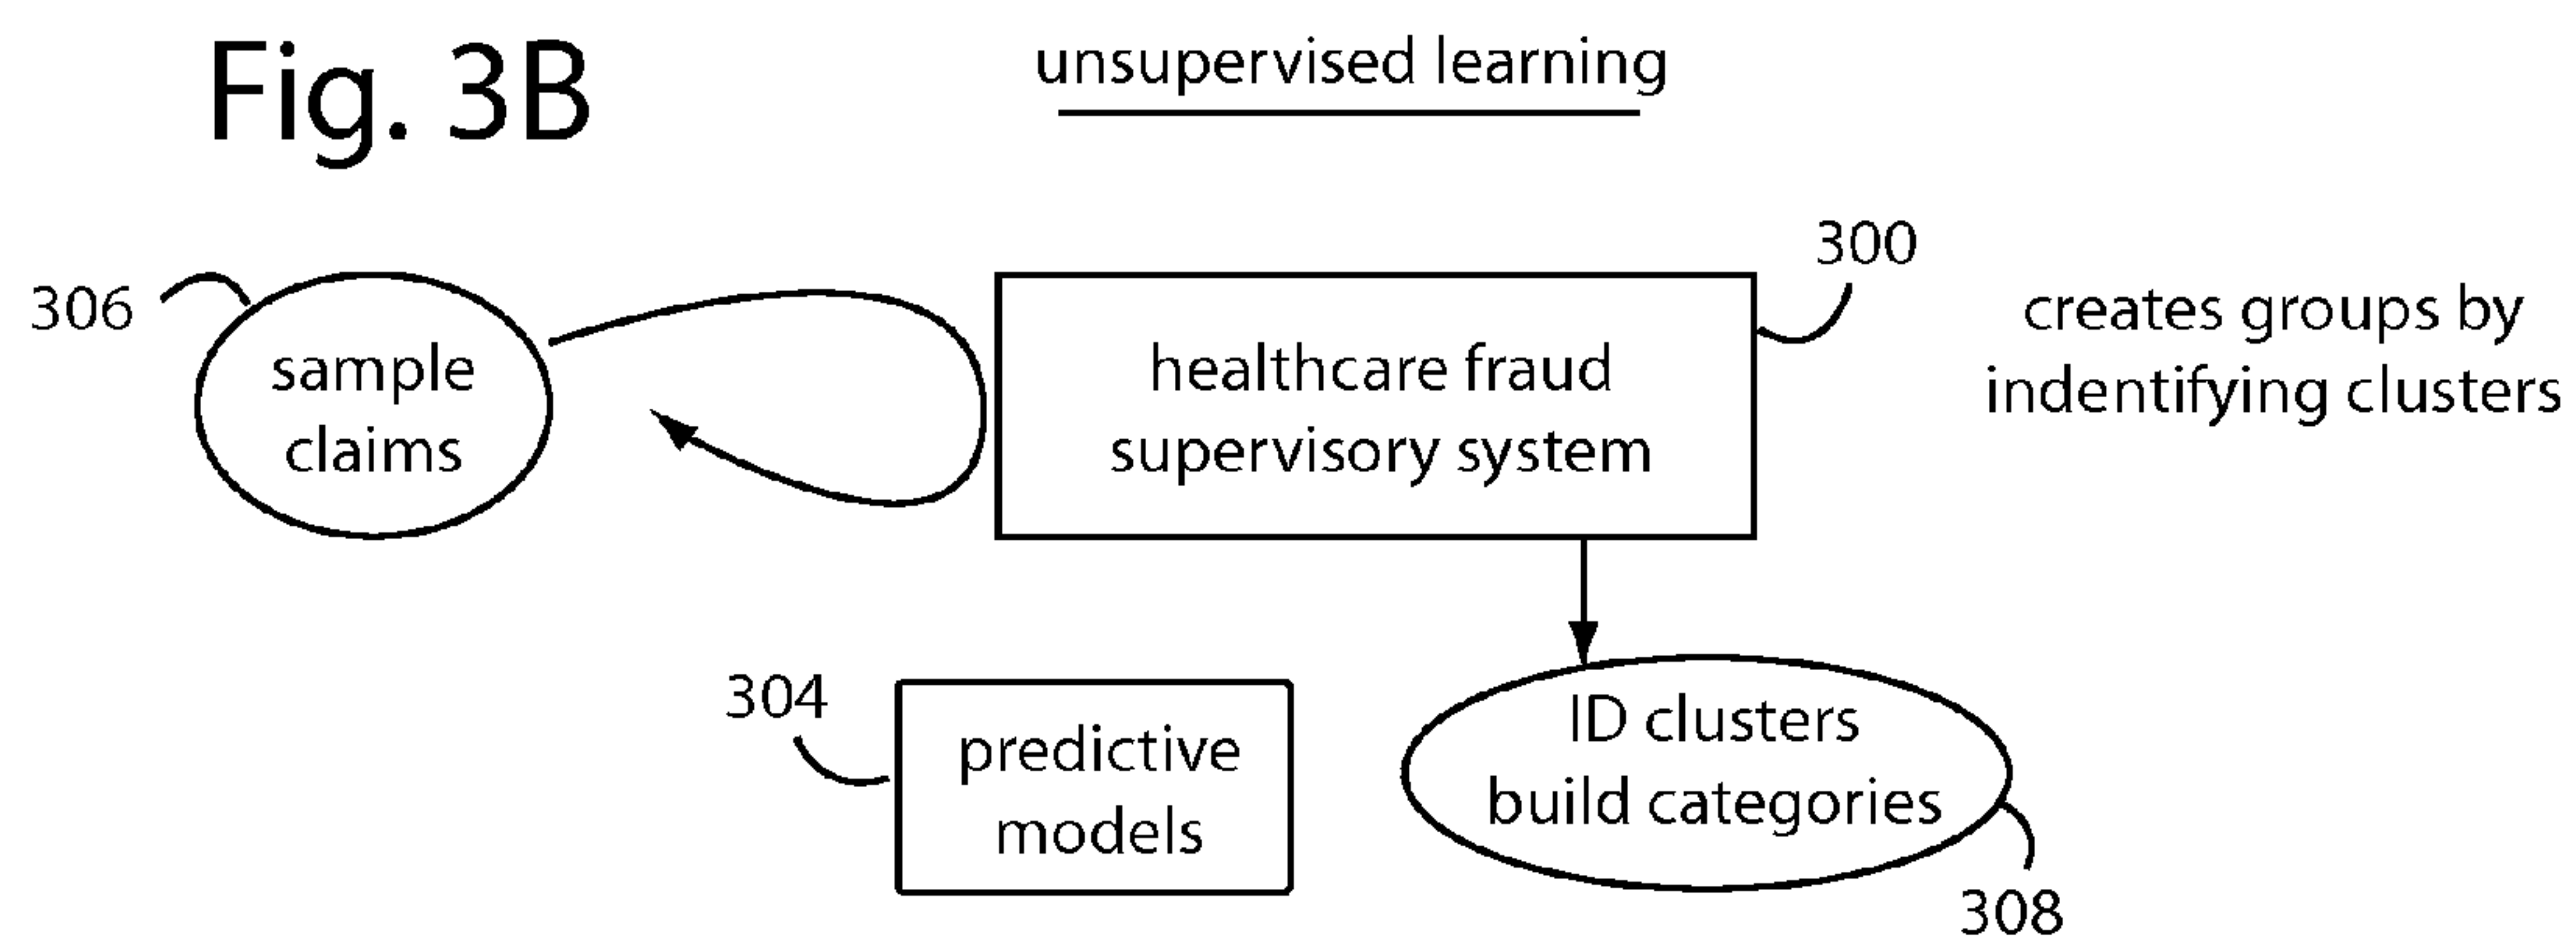 Fig. 3B
unsupervised learning
306
sample
claims
healthcare fraud
supervisory system
300
creates groups by
indentifying clusters
304
predictive
models
ID clusters
build categories
308